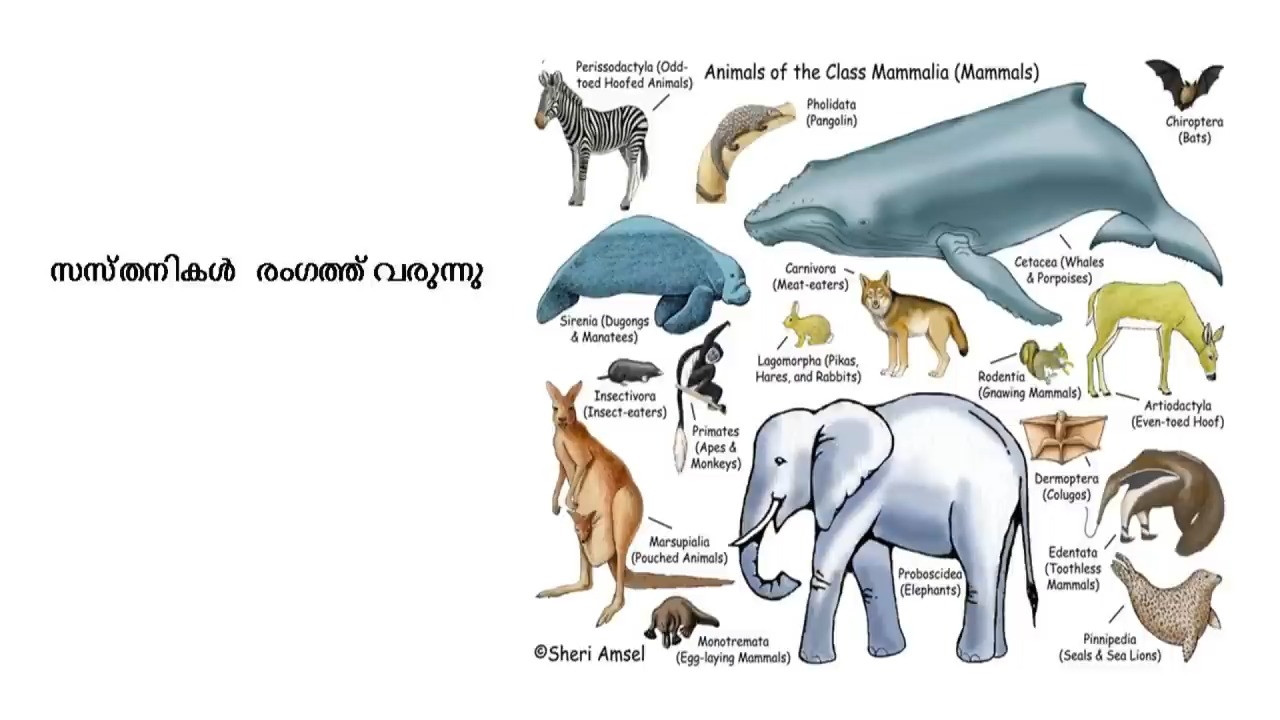 സസ്തനികൾ രംഗത്ത് വരുന്നു
Animals of the Class Mammalia (Mammals)
Perissodactyla (Odd-
toed Hoofed Animals)
Pholidata
(Pangolin)
Chiroptera
(Bats)
Cetacea (Whales
& Porpoises)
Carnivora
(Meat-eaters)
Sirenia (Dugongs
& Manatees)
Lagomorpha (Pikas,
Hares, and Rabbits)
Rodentia
(Gnawing Mammals)
Artiodactyla
(Even-toed Hoof)
Insectivora
(Insect-eaters)
Primates
(Apes &
Monkeys)
Dermoptera
(Colugos)
Marsupialia
(Pouched Animals)
Proboscidea
(Elephants)
Edentata
(Toothless
Mammals)
Monotremata
(Egg-laying Mammals)
Pinnipedia
(Seals & Sea Lions)
©Sheri Amsel